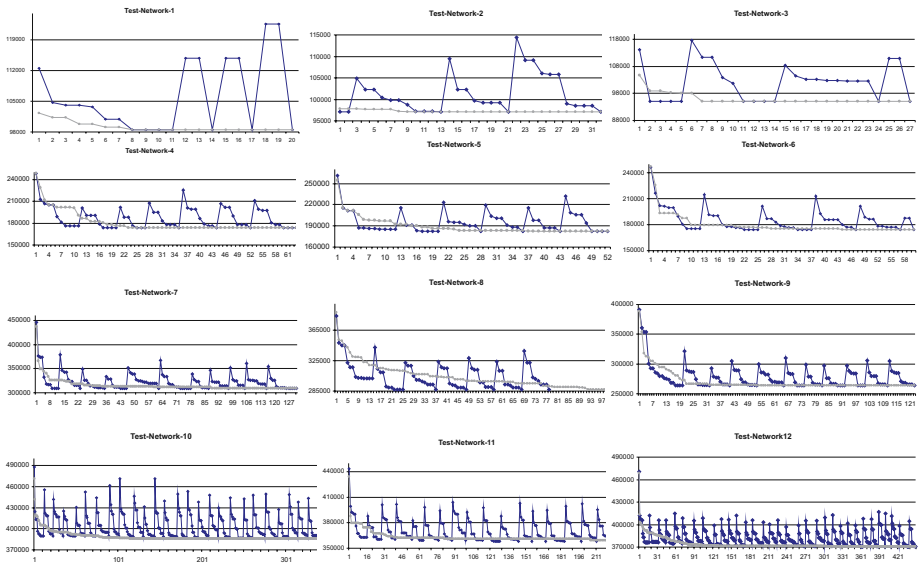 Test-Network-1
119000
112000
105000
98000
1 2 3 4 5 6 7 8 9 10 11 12 13 14 15 16 17 18 19 20
Test-Network-2
115000
110000
105000
100000
95000
1 3 5 7 9 11 13 15 17 19 21 23 25 27 29 31
Test-Network-3
118000
108000
98000
88000
1 2 3 4 5 6 7 8 9 10 11 12 13 14 15 16 17 18 19 20 21 22 23 24 25 26 27
Test-Network-4
240000
210000
180000
150000
1 4 7 10 13 16 19 22 25 28 31 34 37 40 43 46 49 52 55 58 61
Test-Network-5
250000
220000
190000
160000
1 4 7 10 13 16 19 22 25 28 31 34 37 40 43 46 49 52
Test-Network-6
240000
210000
180000
150000
1 4 7 10 13 16 19 22 25 28 31 34 37 40 43 46 49 52 55 58
Test-Network-7
450000
400000
350000
300000
1 8 15 22 29 36 43 50 57 64 71 78 85 92 99 106 113 120 127
Test-Network-8
365000
325000
285000
1 5 9 13 17 21 25 29 33 37 41 45 49 53 57 61 65 69 73 77 81 85 89 93 97
Test-Network-9
400000
350000
300000
250000
1 7 13 19 25 31 37 43 49 55 61 67 73 79 85 91 97 103 109 115 121
Test-Network-10
490000
450000
410000
370000
1 101 201 301
Test-Network-11
440000
400000
360000
350000
1 16 31 46 61 76 91 106 121 136 151 166 181 196 211
Test-Network12
490000
460000
430000
400000
370000
1 31 61 91 121 151 181 211 241 271 301 331 361 391 421